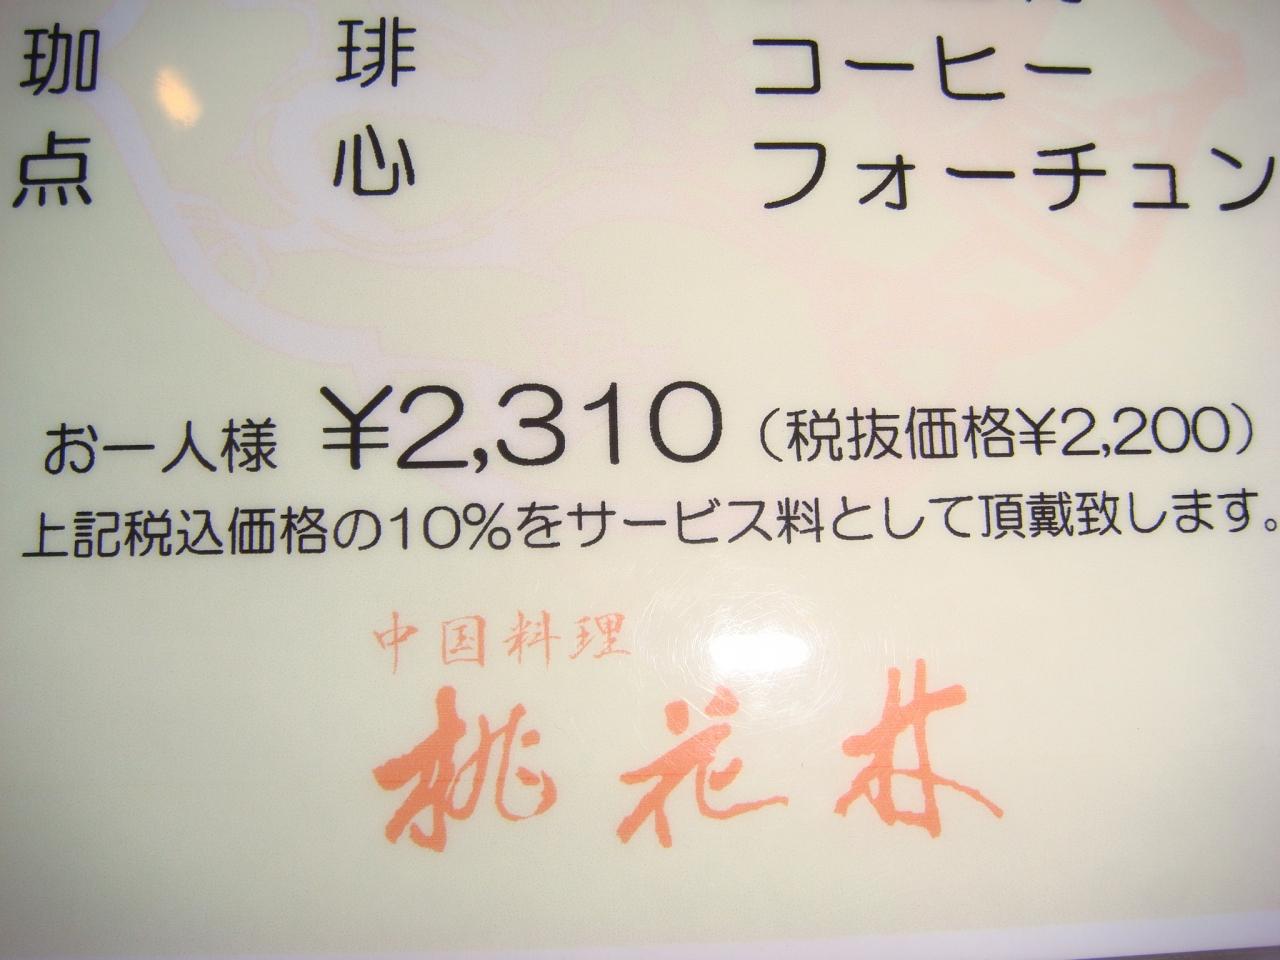 珈琲 コーヒー
点心 フォーチュン
お一人様 ¥2,310（税抜価格¥2,200）
上記税込価格の10%をサービス料として頂戴致します。
中国料理
桃花林